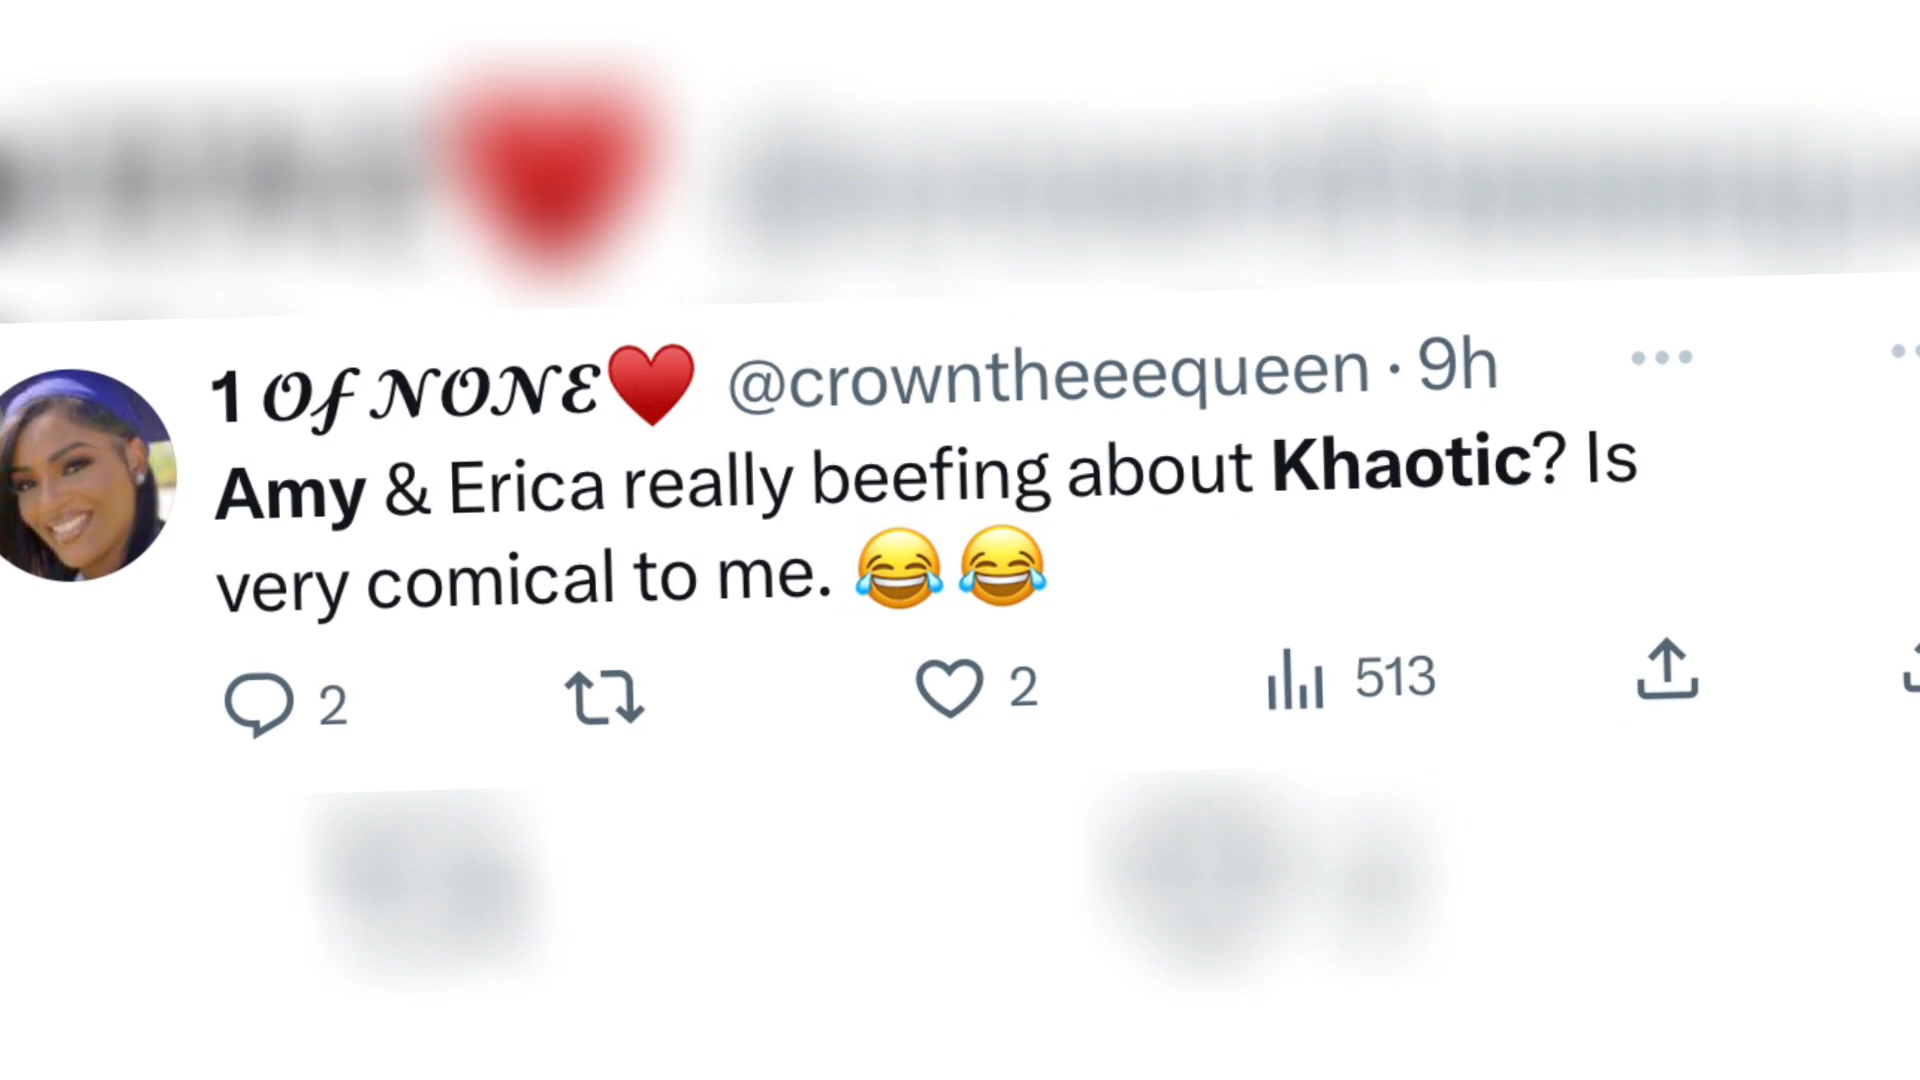 1 𝓞𝓯 𝓝𝓞𝓝𝓔❤️ @crowntheeequeen · 9h
Amy & Erica really beefing about Khaotic? Is
very comical to me. 😂😂
2 2 513